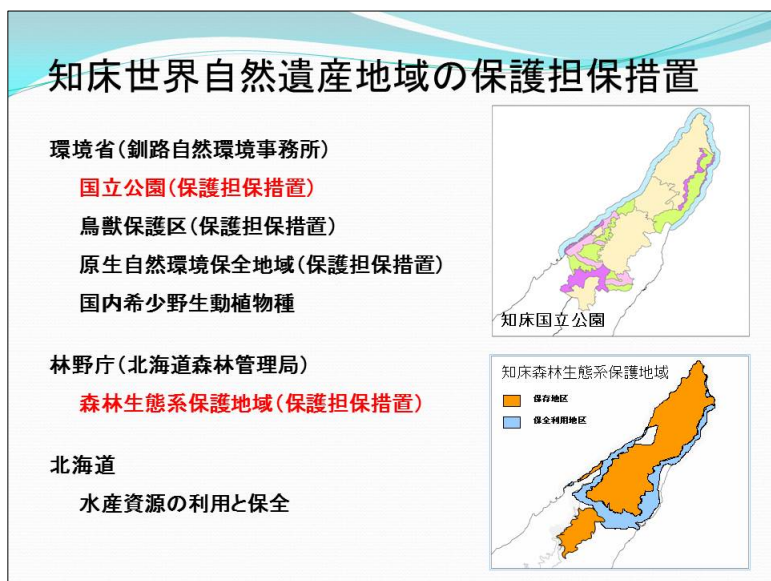 知床世界自然遺産地域の保護担保措置
環境省(釧路自然環境事務所)
国立公園(保護担保措置)
鳥獣保護区(保護担保措置)
原生自然環境保全地域(保護担保措置)
国内希少野生動植物種
林野庁(北海道森林管理局)
森林生態系保護地域(保護担保措置)
北海道
水産資源の利用と保全
知床国立公園
知床森林生態系保護地域
保存地区
保全利用地区